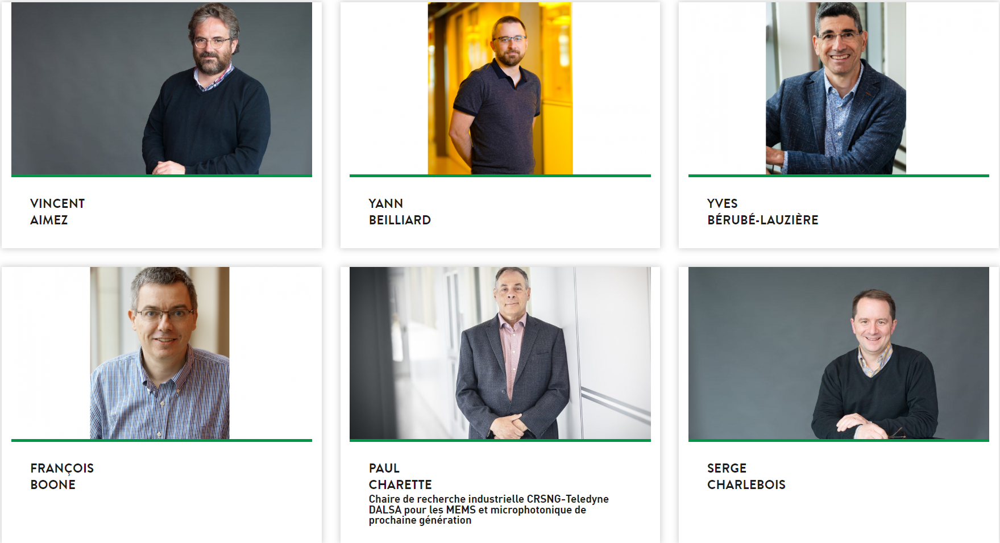 VINCENT
AIMEZ
YANN
BEILLIARD
YVES
BÉRUBÉ-LAUZIÈRE
FRANÇOIS
BOONE
PAUL
CHARETTE
Chaire de recherche industrielle CRSNG-Teledyne
DALSA pour les MEMS et microphotonique de
prochaine génération
SERGE
CHARLEBOIS